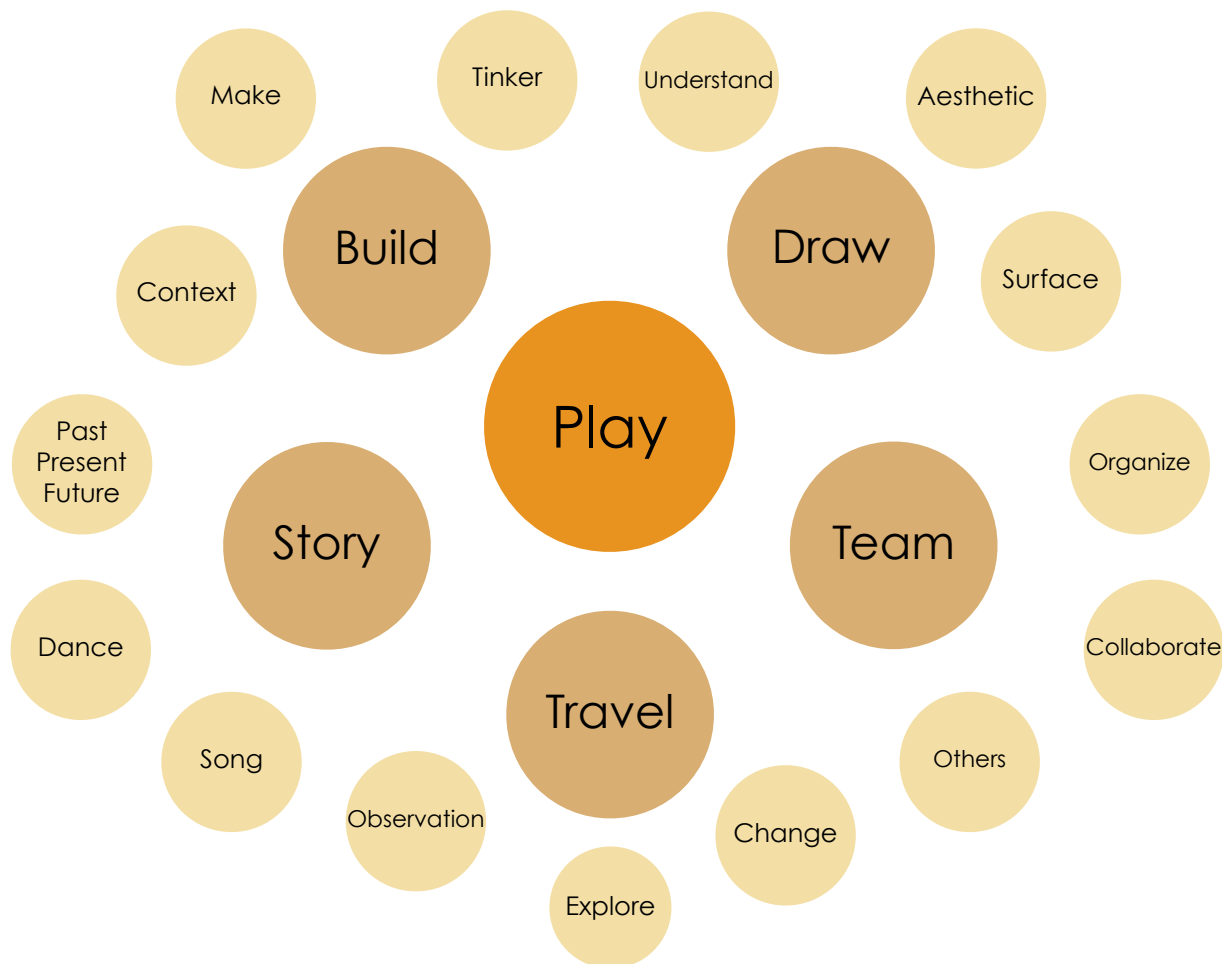 Make
Tinker
Understand
Aesthetic
Build
Draw
Context
Surface
Play
Past
Present
Future
Organize
Story
Team
Dance
Collaborate
Travel
Song
Others
Observation
Change
Explore